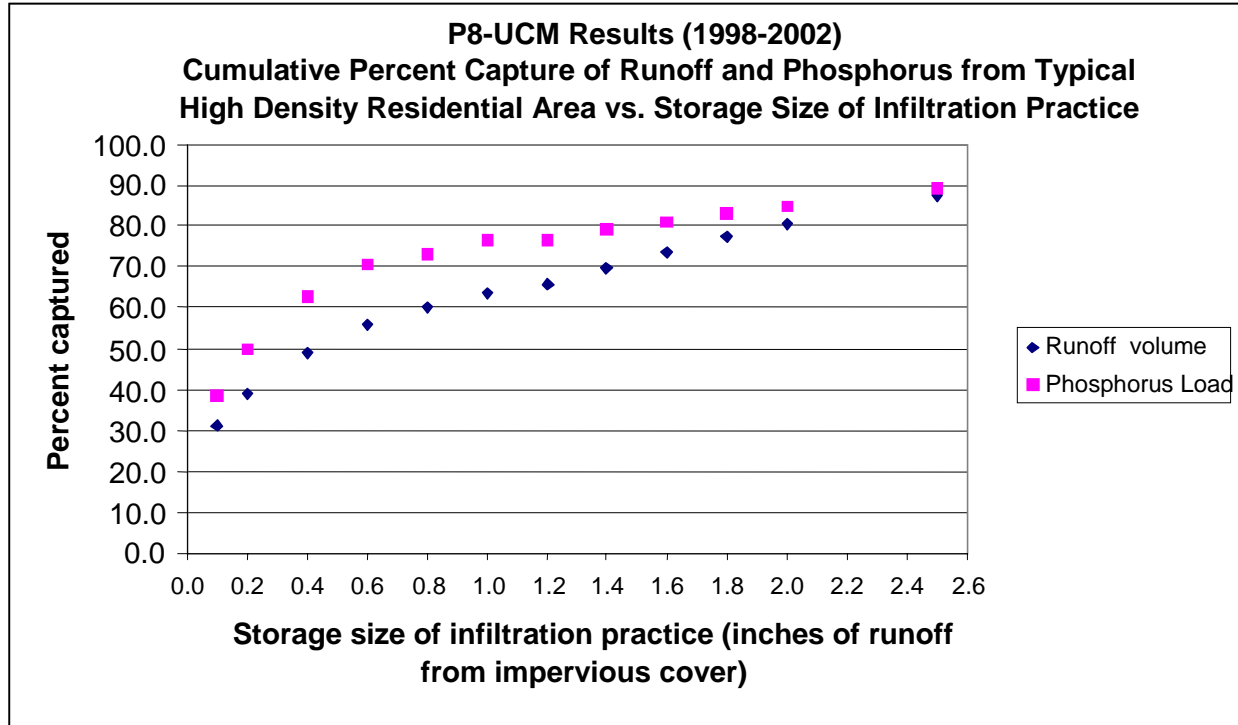 P8-UCM Results (1998-2002)
Cumulative Percent Capture of Runoff and Phosphorus from Typical
High Density Residential Area vs. Storage Size of Infiltration Practice
100.0
90.0
80.0
70.0
60.0
50.0
40.0
30.0
20.0
10.0
0.0
Percent captured
0.0 0.2 0.4 0.6 0.8 1.0 1.2 1.4 1.6 1.8 2.0 2.2 2.4 2.6
Storage size of infiltration practice (inches of runoff
from impervious cover)
Runoff volume
Phosphorus Load